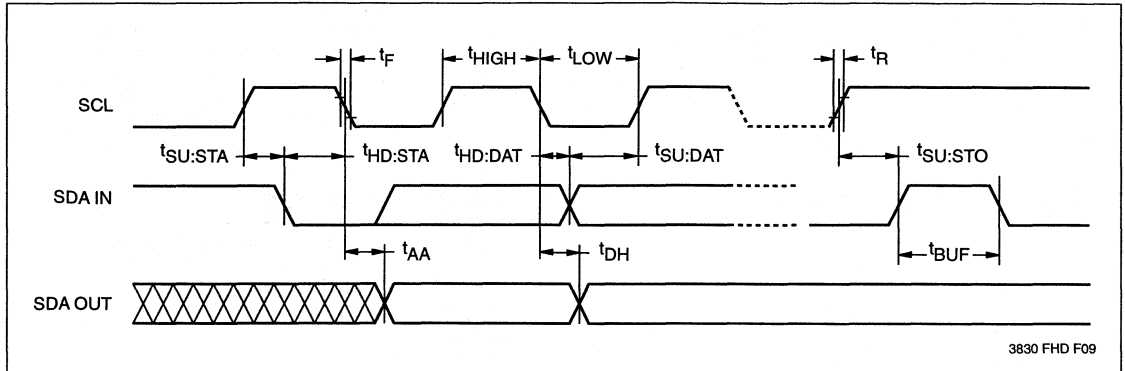 tF
tHIGH
tLOW
tR
SCL
tSU:STA
tHD:STA
tHD:DAT
tSU:DAT
tSU:STO
SDA IN
tAA
tDH
tBUF
SDA OUT
3830 FHD F09